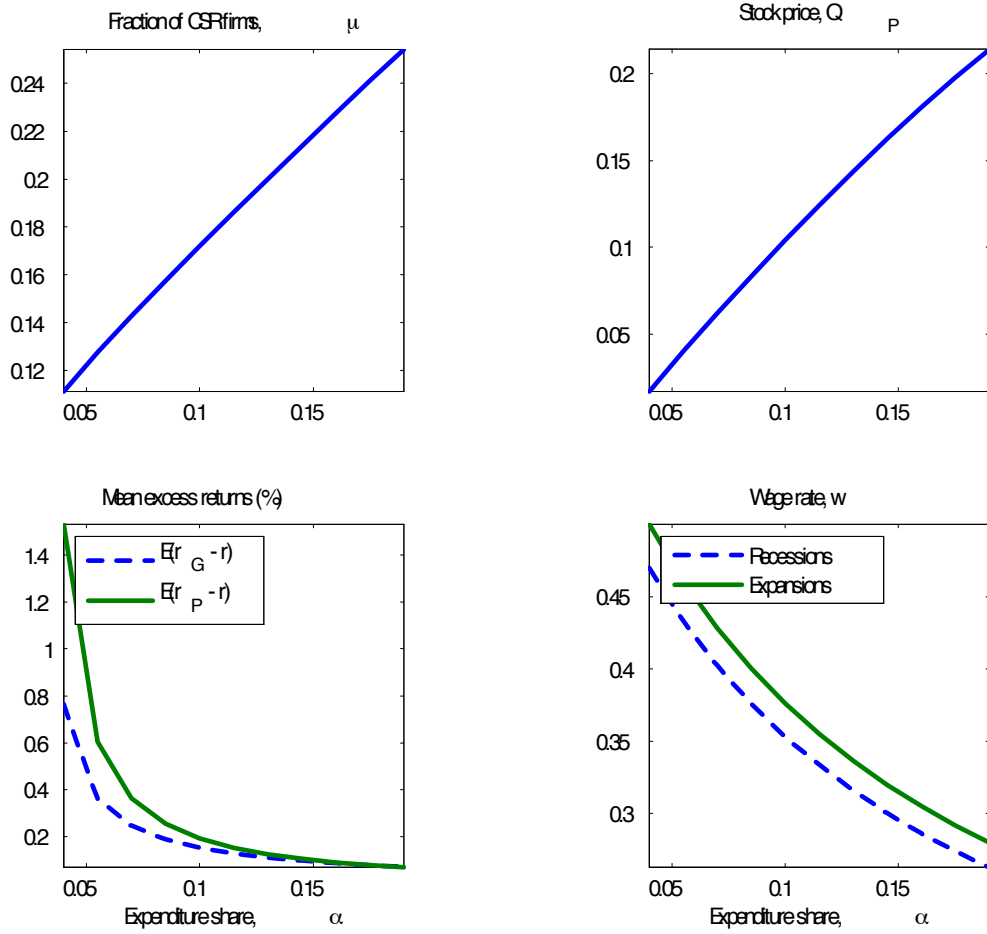 Fraction of CSR firms, μ
0.24
0.22
0.2
0.18
0.16
0.14
0.12
0.05 0.1 0.15
Stock price, Q P
0.2
0.15
0.1
0.05
0.05 0.1 0.15
Mean excess returns (%)
1.4
1.2
1
0.8
0.6
0.4
0.2
E(r G - r)
E(r P - r)
0.05 0.1 0.15
Expenditure share, α
Wage rate, w
0.45
0.4
0.35
0.3
Recessions
Expansions
0.05 0.1 0.15
Expenditure share, α